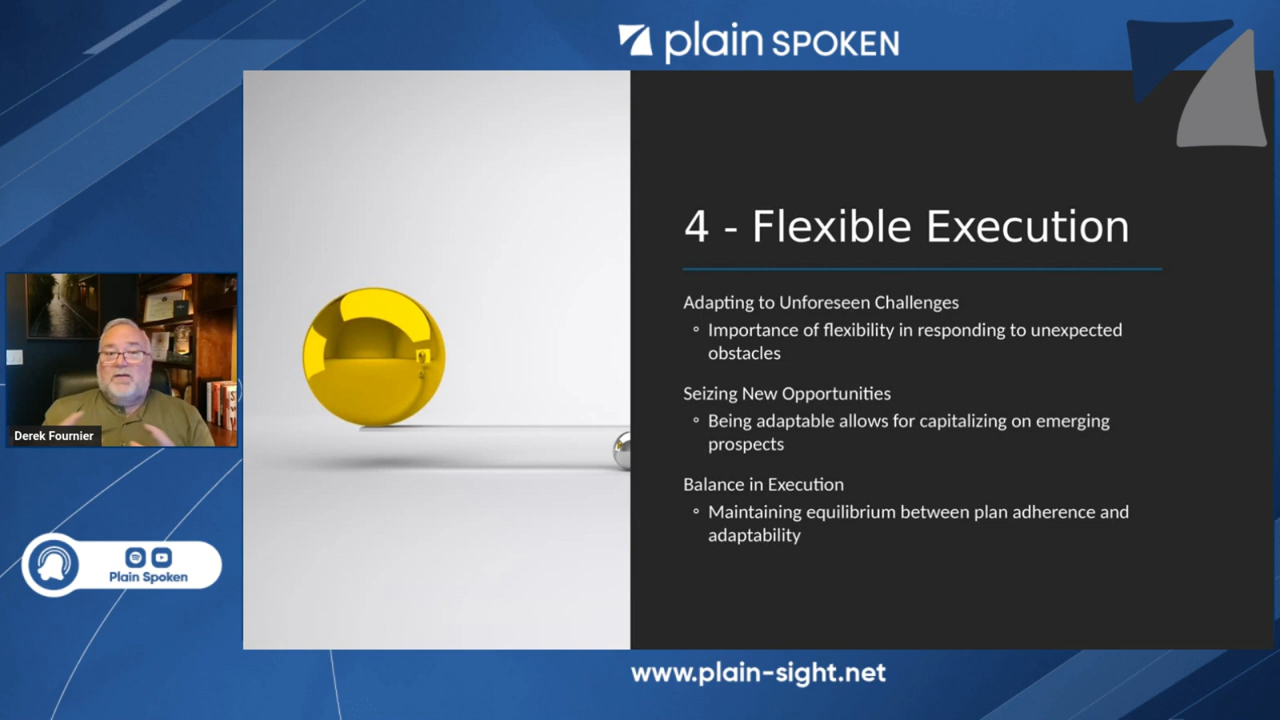 plain SPOKEN
4 - Flexible Execution
Adapting to Unforeseen Challenges
◦ Importance of flexibility in responding to unexpected
obstacles
Seizing New Opportunities
◦ Being adaptable allows for capitalizing on emerging
prospects
Balance in Execution
◦ Maintaining equilibrium between plan adherence and
adaptability
Derek Fournier
Plain Spoken
www.plain-sight.net